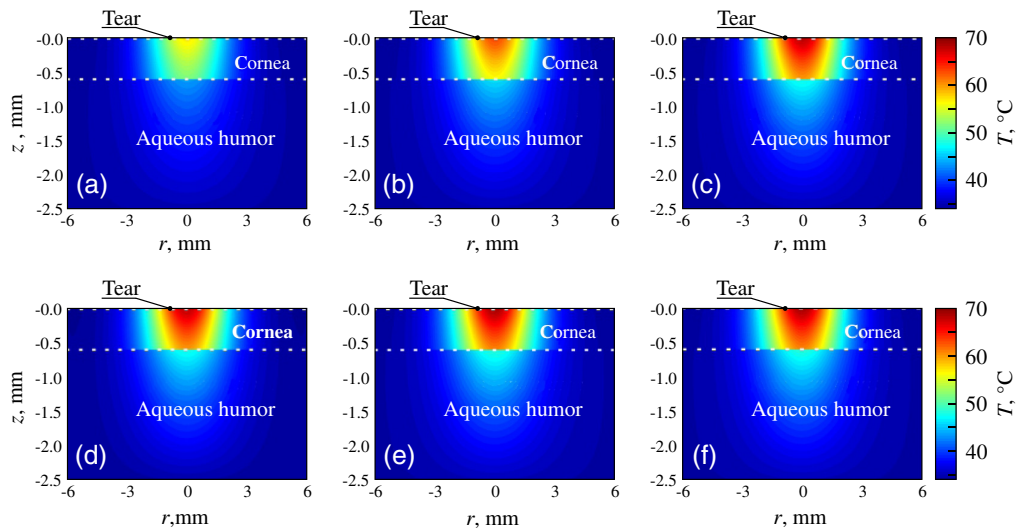 Tear
Tear
Tear
-0.0
-0.5
-1.0
-1.5
-2.0
-2.5
z , mm
Cornea
Aqueous humor
(a)
-6
-3
0
3
6
r, mm
-0.0
-0.5
-1.0
-1.5
-2.0
-2.5
Cornea
Aqueous humor
(b)
-6
-3
0
3
6
r, mm
-0.0
-0.5
-1.0
-1.5
-2.0
-2.5
Cornea
Aqueous humor
(c)
-6
-3
0
3
6
r, mm
70
60
50
40
T, °C
Tear
Tear
Tear
-0.0
-0.5
-1.0
-1.5
-2.0
-2.5
z, mm
Cornea
Aqueous humor
(d)
-6
-3
0
3
6
r,mm
-0.0
-0.5
-1.0
-1.5
-2.0
-2.5
Cornea
Aqueous humor
(e)
-6
-3
0
3
6
r, mm
-0.0
-0.5
-1.0
-1.5
-2.0
-2.5
Cornea
Aqueous humor
(f)
-6
-3
0
3
6
r, mm
70
60
50
40
T, °C